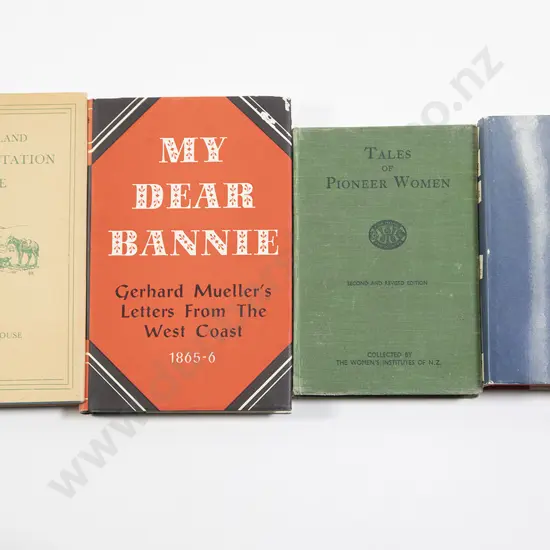 LAND
TATION
E
OUSE
MY
DEAR
BANNIE
Gerhard Mueller's
Letters From The
West Coast
1865-6
TALES
OF
PIONEER WOMEN
SECOND AND REVISED EDITION
COLLECTED BY
THE WOMEN'S INSTITUTES OF N.Z.